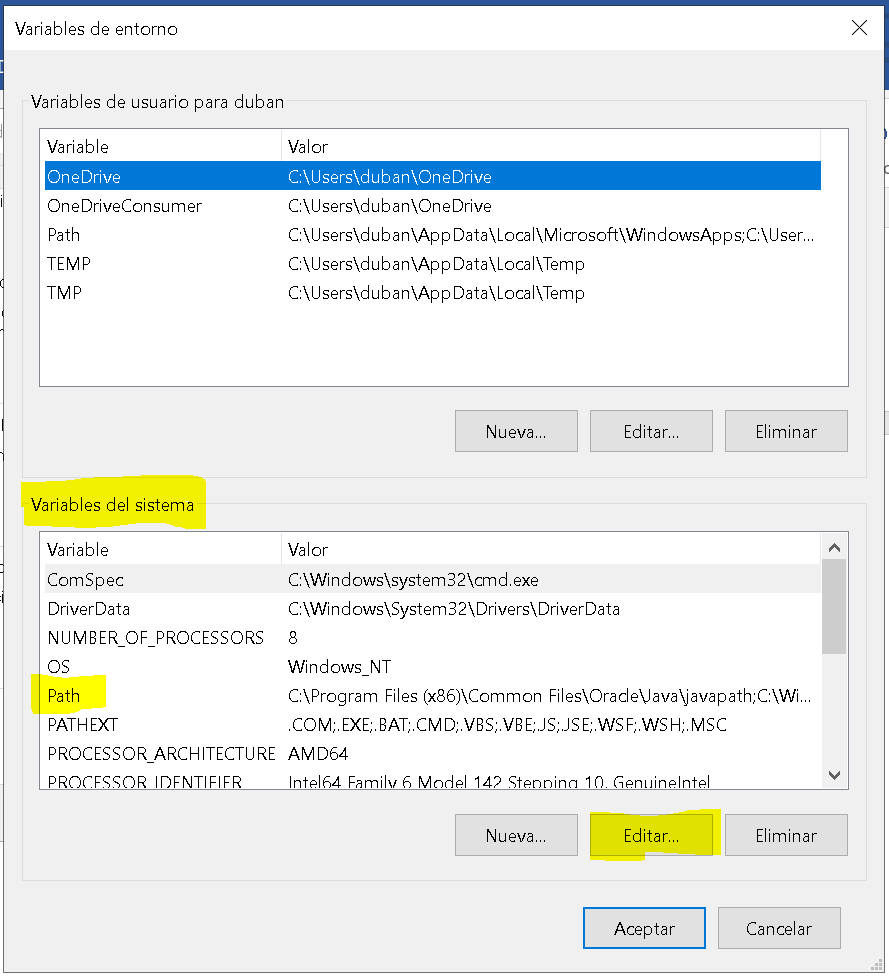 Variables de entorno
Variables de usuario para duban
Variable Valor
OneDrive C:\Users\duban\OneDrive
OneDriveConsumer C:\Users\duban\OneDrive
Path C:\Users\duban\AppData\Local\Microsoft\WindowsApps;C:\User...
TEMP C:\Users\duban\AppData\Local\Temp
TMP C:\Users\duban\AppData\Local\Temp
Nueva... Editar... Eliminar
Variables del sistema
Variable Valor
ComSpec C:\Windows\system32\cmd.exe
DriverData C:\Windows\System32\Drivers\DriverData
NUMBER_OF_PROCESSORS 8
OS Windows_NT
Path C:\Program Files (x86)\Common Files\Oracle\Java\javapath;C:\Wi...
PATHEXT .COM;.EXE;.BAT;.CMD;.VBS;.VBE;.JS;.JSE;.WSF;.WSH;.MSC
PROCESSOR_ARCHITECTURE AMD64
PROCESSOR_IDENTIFIER Intel64 Family 6 Model 142 Stepping 10, GenuineIntel
Nueva... Editar... Eliminar
Aceptar Cancelar